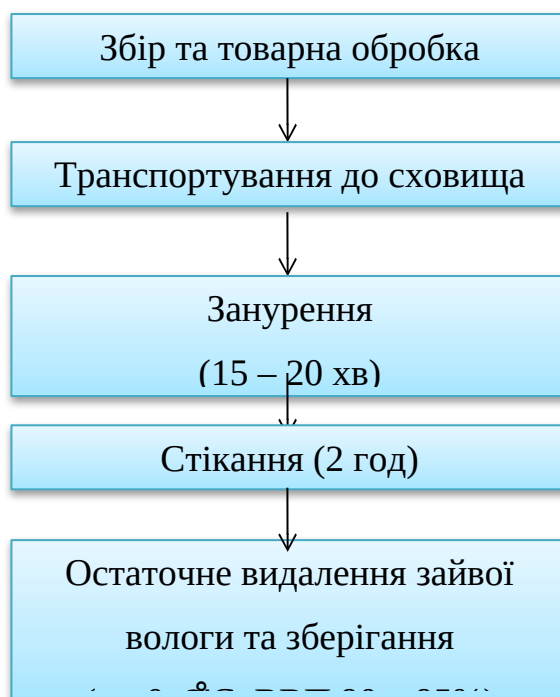 Збір та товарна обробка
Транспортування до сховища
Занурення
(15 – 20 хв)
Стікання (2 год)
Остаточне видалення зайвої
вологи та зберігання